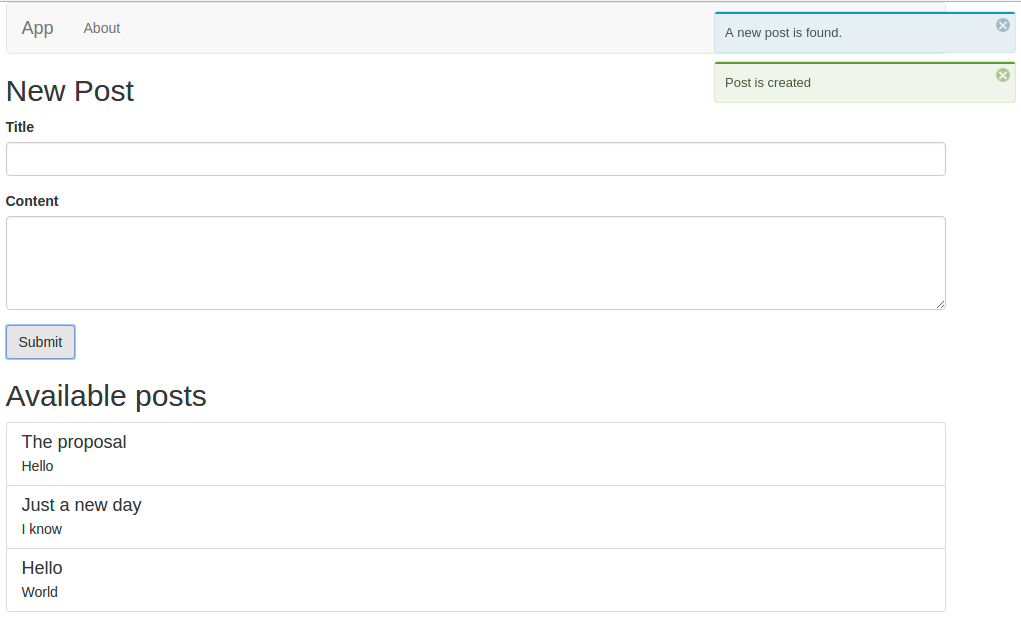 App
About
A new post is found.
Post is created
New Post
Title
Content
Submit
Available posts
The proposal
Hello
Just a new day
I know
Hello
World